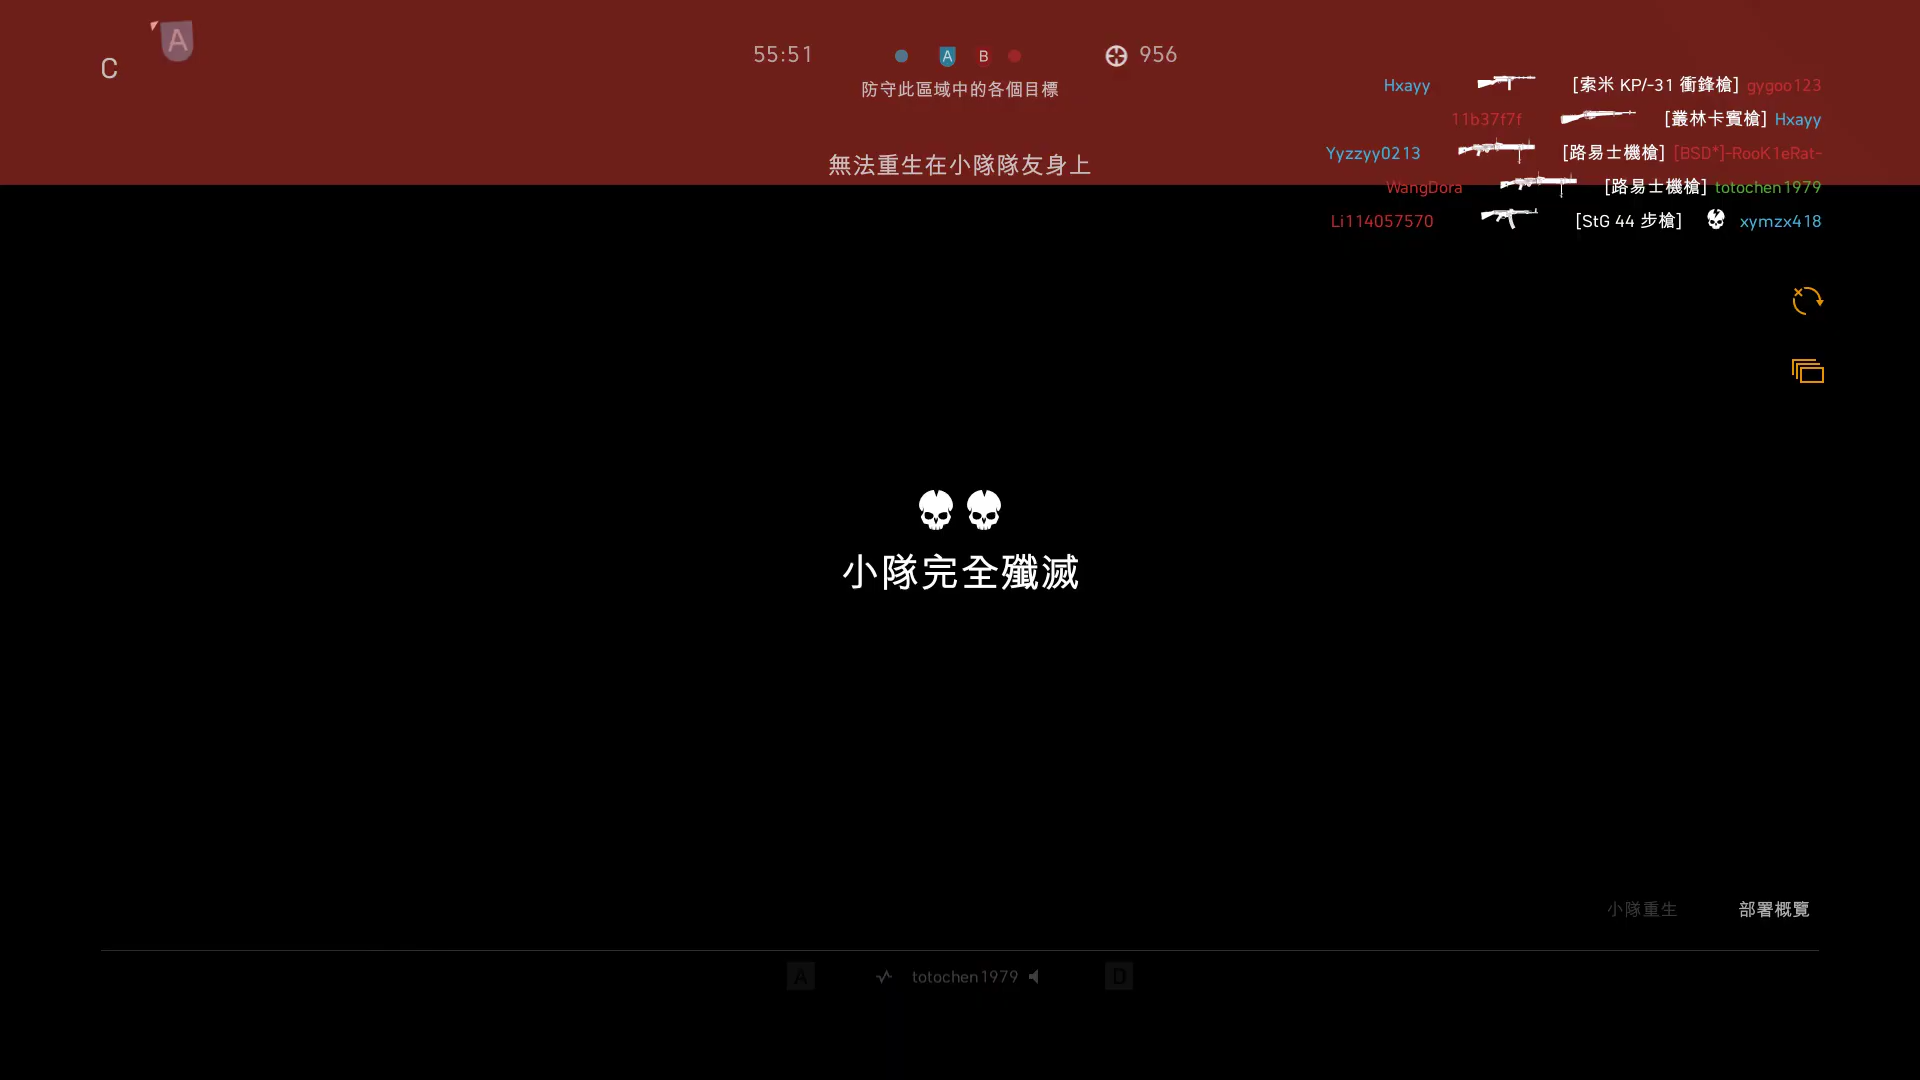 A
C
55:51 A B 956
防守此區域中的各個目標
無法重生在小隊隊友身上
Hxayy [索米 KP/-31 衝鋒槍] gygoo123
11b37f7f [叢林卡賓槍] Hxayy
Yyzzyy0213 [路易士機槍] [BSD*]-RooK1eRat-
WangDora [路易士機槍] totochen1979
Li114057570 [StG 44 步槍] xymzx418
小隊完全殲滅
小隊重生 部署概覽
A totochen1979 D